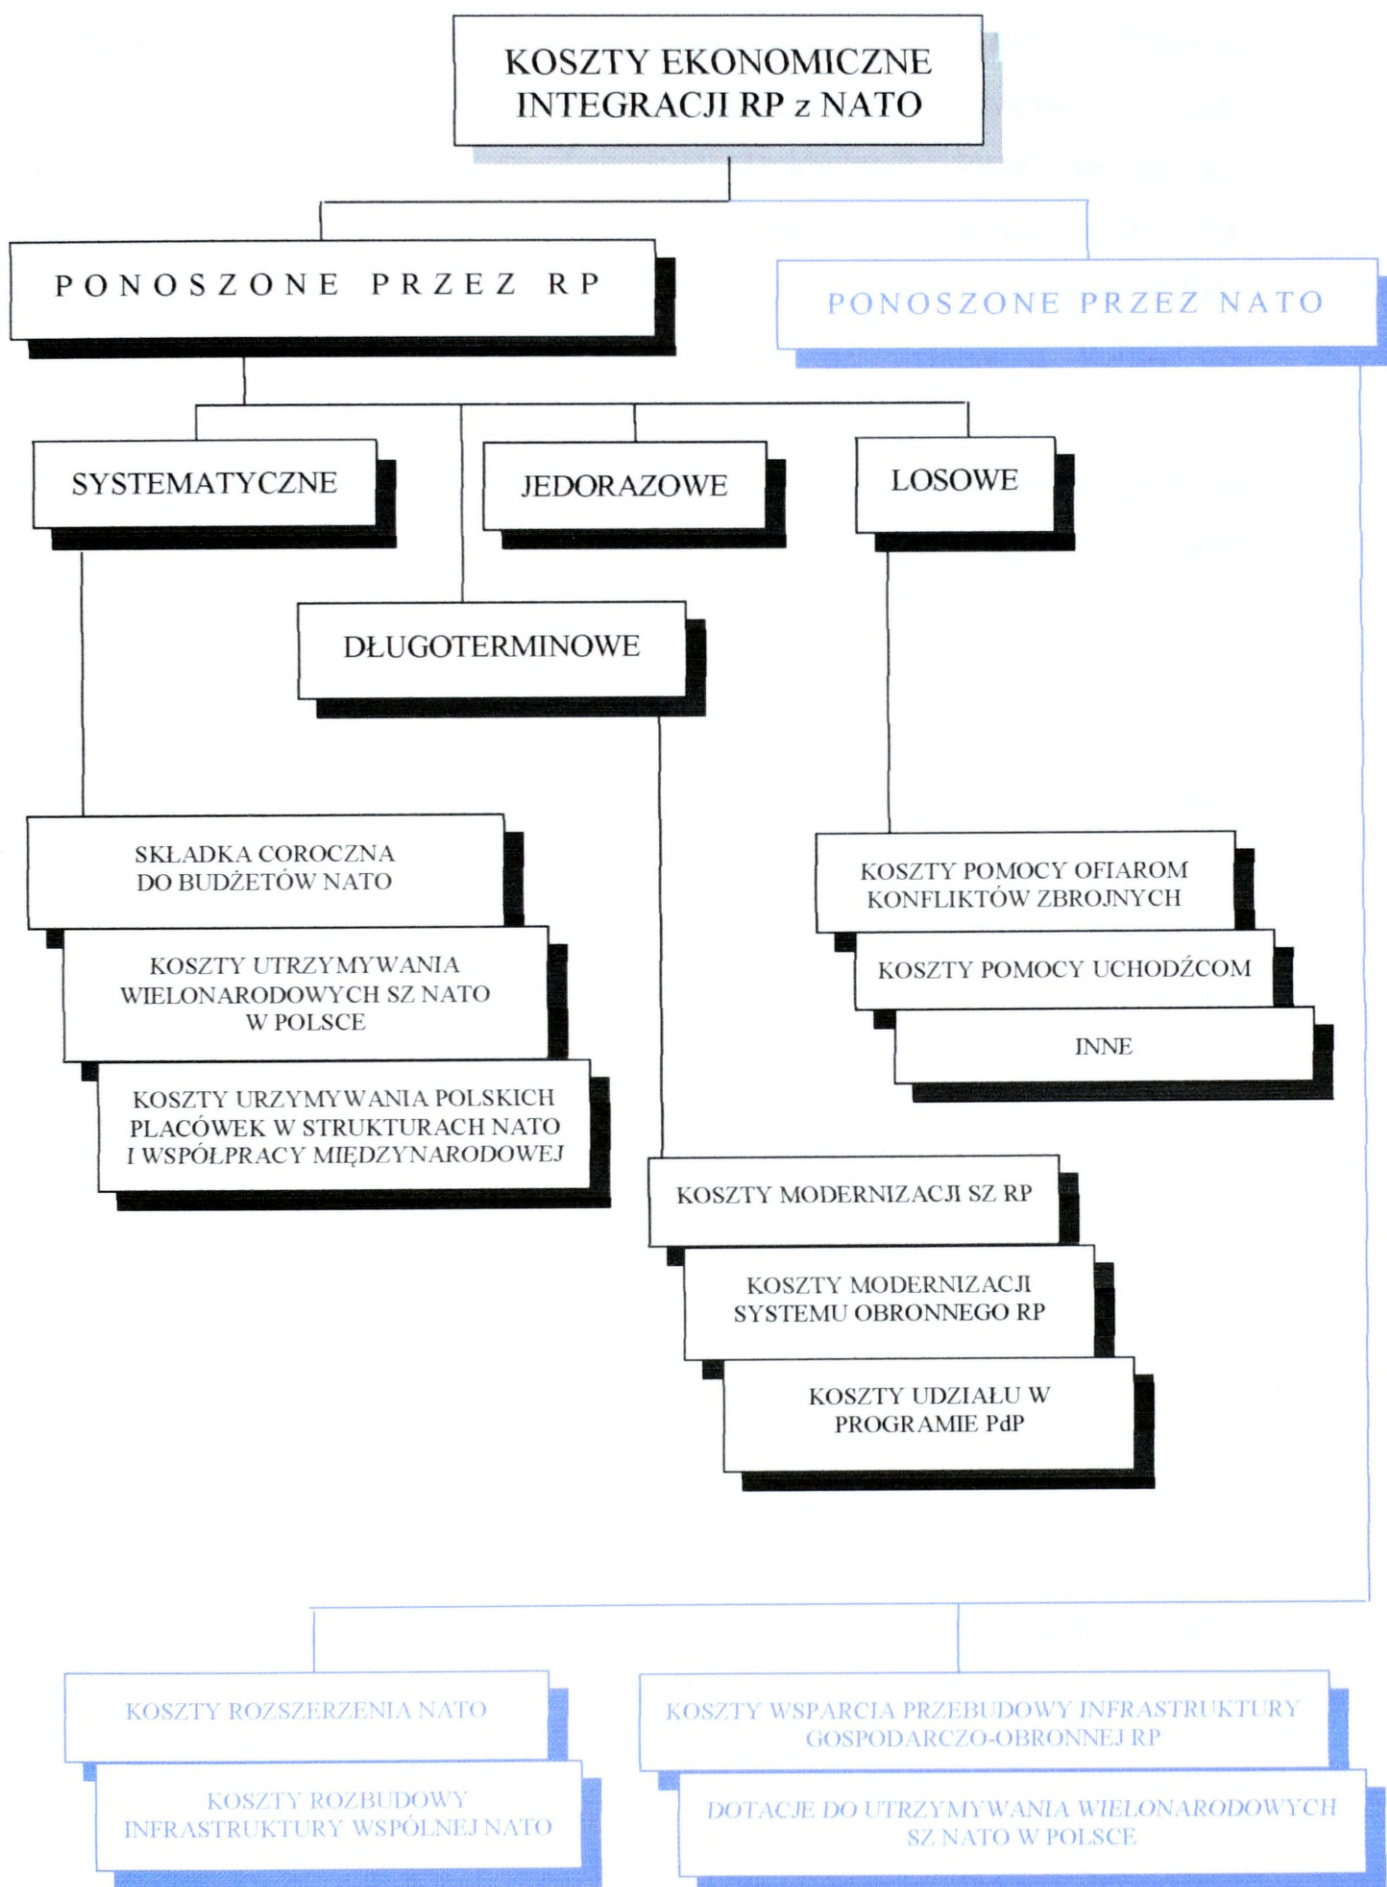 KOSZTY EKONOMICZNE
INTEGRACJI RP z NATO
PONOSZONE PRZEZ RP
PONOSZONE PRZEZ NATO
SYSTEMATYCZNE
JEDORAZOWE
LOSOWE
DŁUGOTERMINOWE
SKŁADKA COROCZNA
DO BUDŻETÓW NATO
KOSZTY UTRZYMYWANIA
WIELONARODOWYCH SZ NATO
W POLSCE
KOSZTY URZYMYWANIA POLSKICH
PLACÓWEK W STRUKTURACH NATO
I WSPÓŁPRACY MIĘDZYNARODOWEJ
KOSZTY POMOCY OFIAROM
KONFLIKTÓW ZBROJNYCH
KOSZTY POMOCY UCHODŹCOM
INNE
KOSZTY MODERNIZACJI SZ RP
KOSZTY MODERNIZACJI
SYSTEMU OBRONNEGO RP
KOSZTY UDZIAŁU W
PROGRAMIE PdP
KOSZTY ROZSZERZENIA NATO
KOSZTY ROZBUDOWY
INFRASTRUKTURY WSPÓLNEJ NATO
KOSZTY WSPARCIA PRZEBUDOWY INFRASTRUKTURY
GOSPODARCZO-OBRONNEJ RP
DOTACJE DO UTRZYMYWANIA WIELONARODOWYCH
SZ NATO W POLSCE